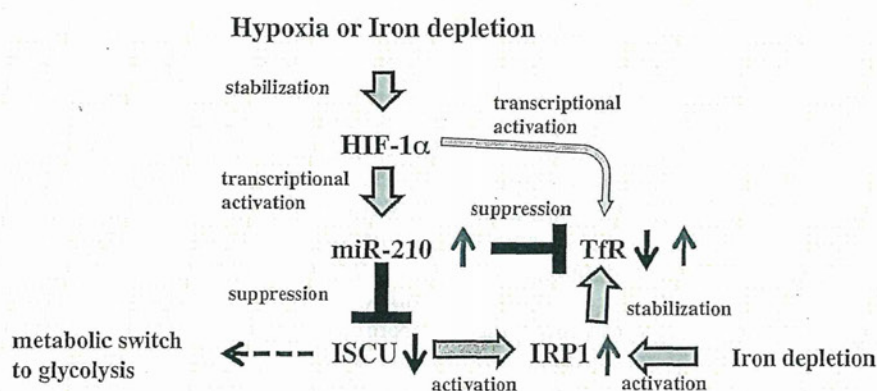 Hypoxia or Iron depletion
stabilization
transcriptional
activation
HIF-1α
transcriptional
activation
suppression
miR-210
TfR
suppression
stabilization
metabolic switch
to glycolysis
ISCU
activation
IRP1
activation
Iron depletion